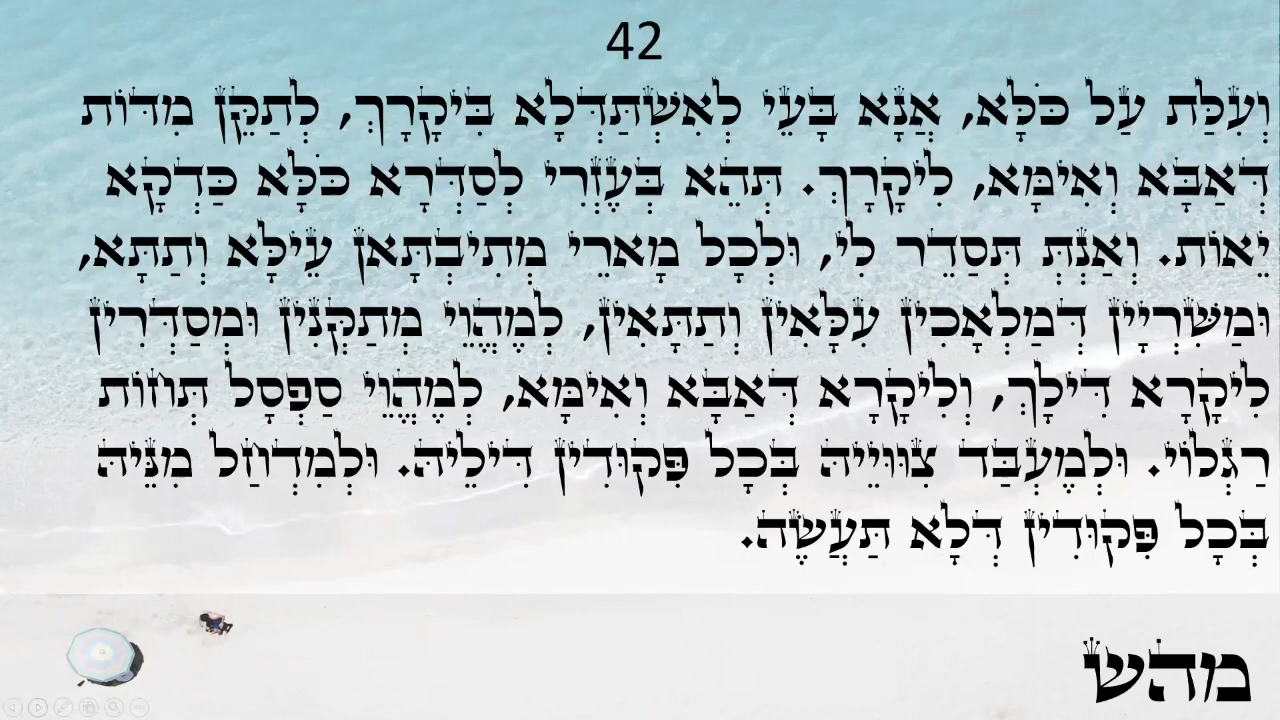 42
וְעִלַּת עַל כֹּלָּא, אֲנָא בָּעֵי לְאִשְׁתַּדְּלָא בִּיקָרָךְ, לְתַקֵּן מִדּוֹת
דְּאַבָּא וְאִימָּא, לִיקָרָךְ. תְּהֵא בְּעֶזְרִי לְסַדְּרָא כֹּלָּא כַּדְקָא
יֵאוֹת. וְאַנְתְּ תְּסַדֵר לִי, וּלְכָל מָארֵי מְתִיבְתָּאן עֵילָּא וְתַתָּא,
וּמַשִּׁרְיָין דְּמַלְאָכִין עִלָּאִין וְתַתָּאִין, לְמֶהֱוֵי מְתַקְּנִין וּמְסַדְּרִין
לִיקָרָא דִּילָךְ, וְלִיקָרָא דְּאַבָּא וְאִימָּא, לְמֶהֱוֵי סַפְסָל תְּחוֹת
רַגְלוֹי. וּלְמֶעְבַּד צִוּוּיֵיהּ בְּכָל פִּקּוּדִין דִּילֵיהּ. וּלְמִדְחַל מִנֵּיהּ
בְּכָל פִּקּוּדִין דְּלָא תַּעֲשֶׂה.
מהש